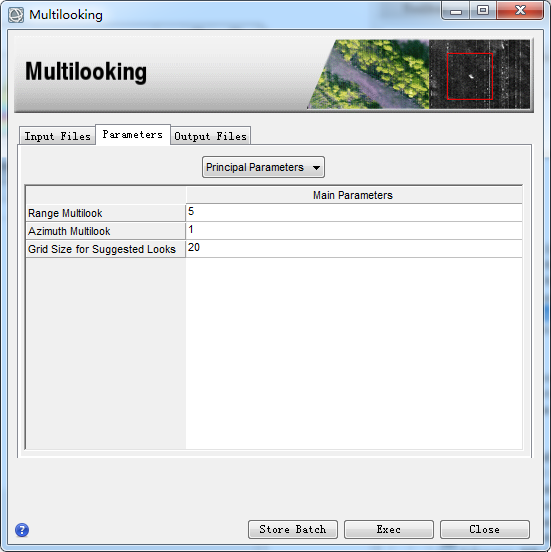 Multilooking
Multilooking
Input Files Parameters Output Files
Principal Parameters
Main Parameters
Range Multilook 5
Azimuth Multilook 1
Grid Size for Suggested Looks 20
? Store Batch Exec Close